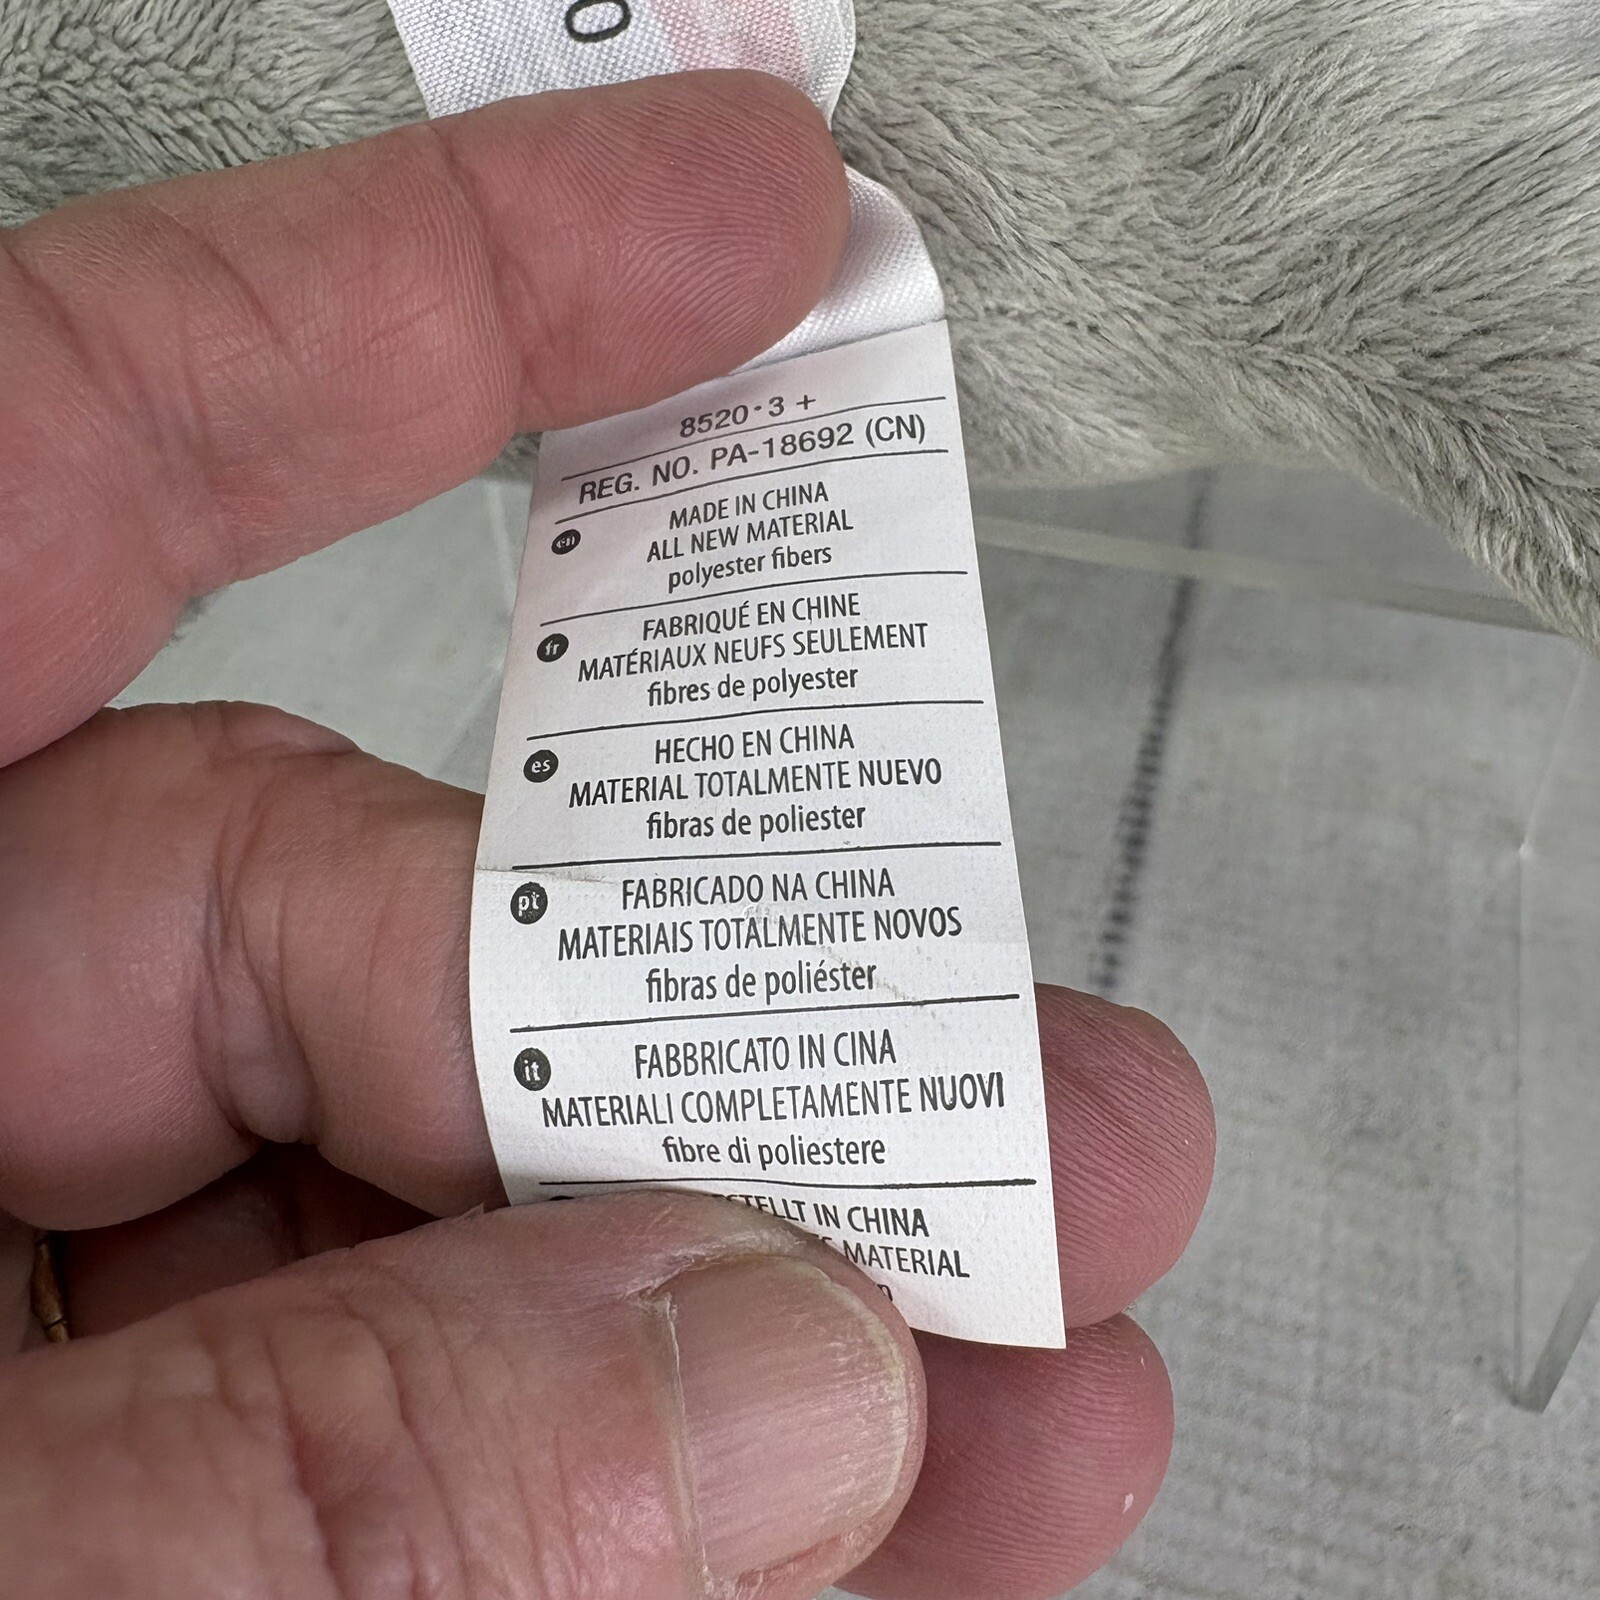 O
8520·3 +
REG. NO. PA-18692 (CN)
en
MADE IN CHINA
ALL NEW MATERIAL
polyester fibers
fr
FABRIQUÉ EN CHINE
MATÉRIAUX NEUFS SEULEMENT
fibres de polyester
es
HECHO EN CHINA
MATERIAL TOTALMENTE NUEVO
fibras de poliester
pt
FABRICADO NA CHINA
MATERIAIS TOTALMENTE NOVOS
fibras de poliéster
it
FABBRICATO IN CINA
MATERIALI COMPLETAMENTE NUOVI
fibre di poliestere
IN CHINA
MATERIAL